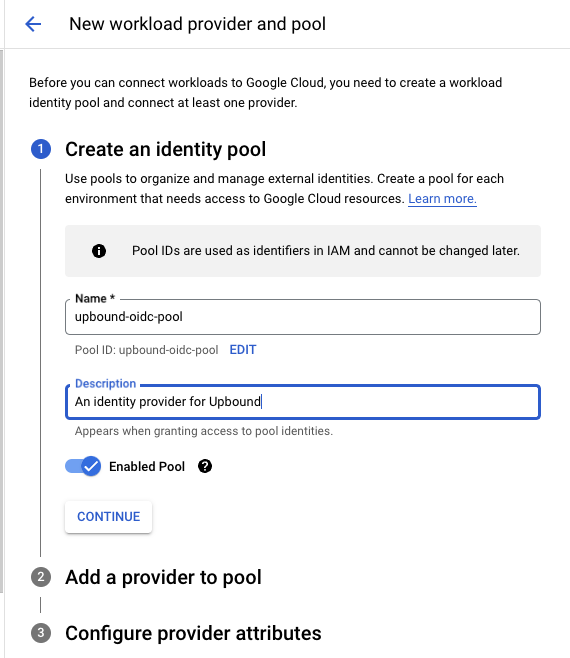 New workload provider and pool
Before you can connect workloads to Google Cloud, you need to create a workload
identity pool and connect at least one provider.
1
Create an identity pool
Use pools to organize and manage external identities. Create a pool for each
environment that needs access to Google Cloud resources. Learn more.
Pool IDs are used as identifiers in IAM and cannot be changed later.
Name *
upbound-oidc-pool
Pool ID: upbound-oidc-pool EDIT
Description
An identity provider for Upbound
Appears when granting access to pool identities.
Enabled Pool ?
CONTINUE
2
Add a provider to pool
3
Configure provider attributes